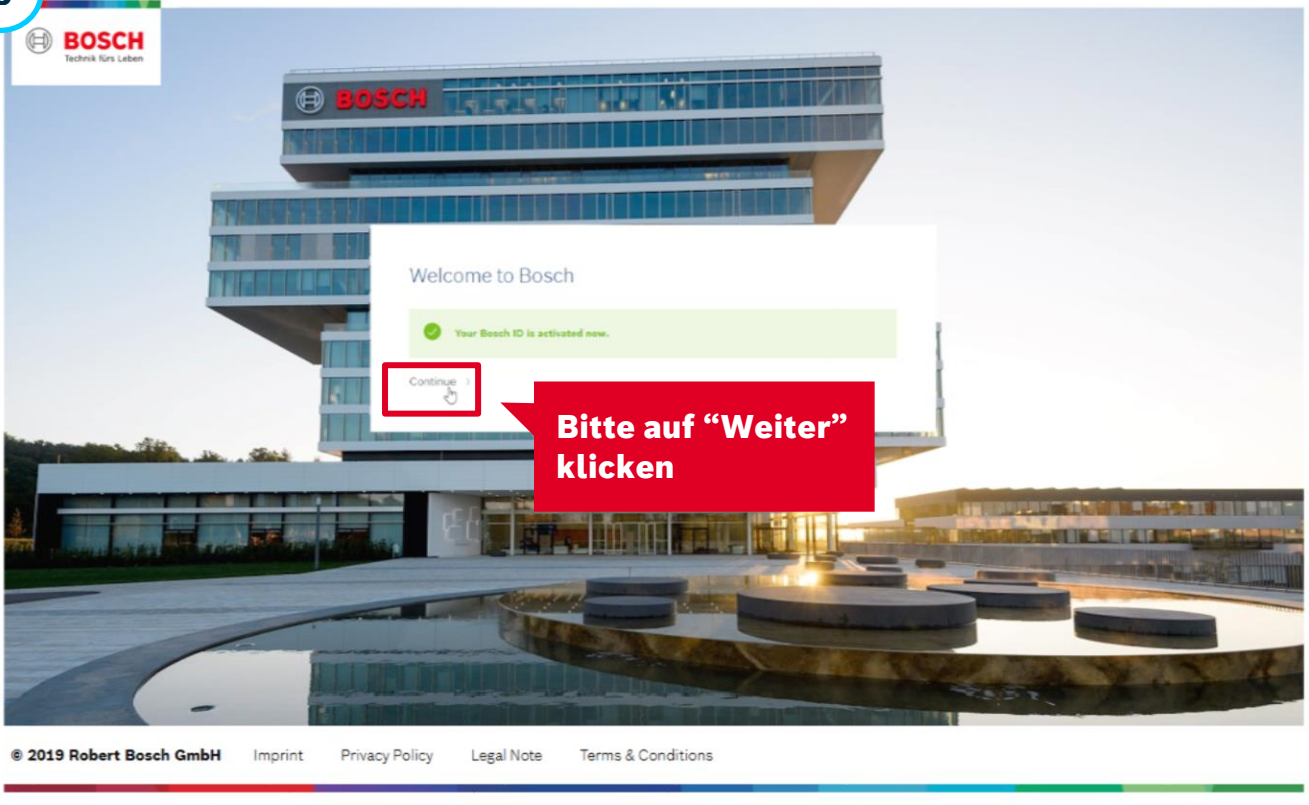 BOSCH
Technik fürs Leben
BOSCH
Welcome to Bosch
Your Bosch ID is activated now.
Continue
Bitte auf “Weiter”
klicken
© 2019 Robert Bosch GmbH Imprint Privacy Policy Legal Note Terms & Conditions